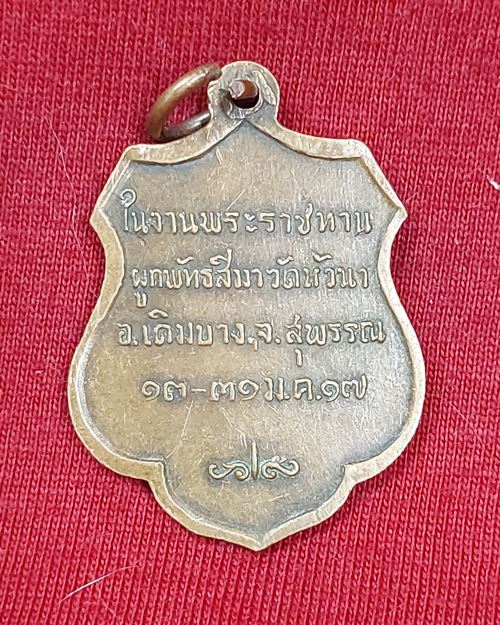 ในงานพระราชทาน
ผูกพัทธสีมาวัดหัวนา
อ.เดิมบาง,จ.สุพรรณ
๑๓-๓๑ ม.ค.๑๗